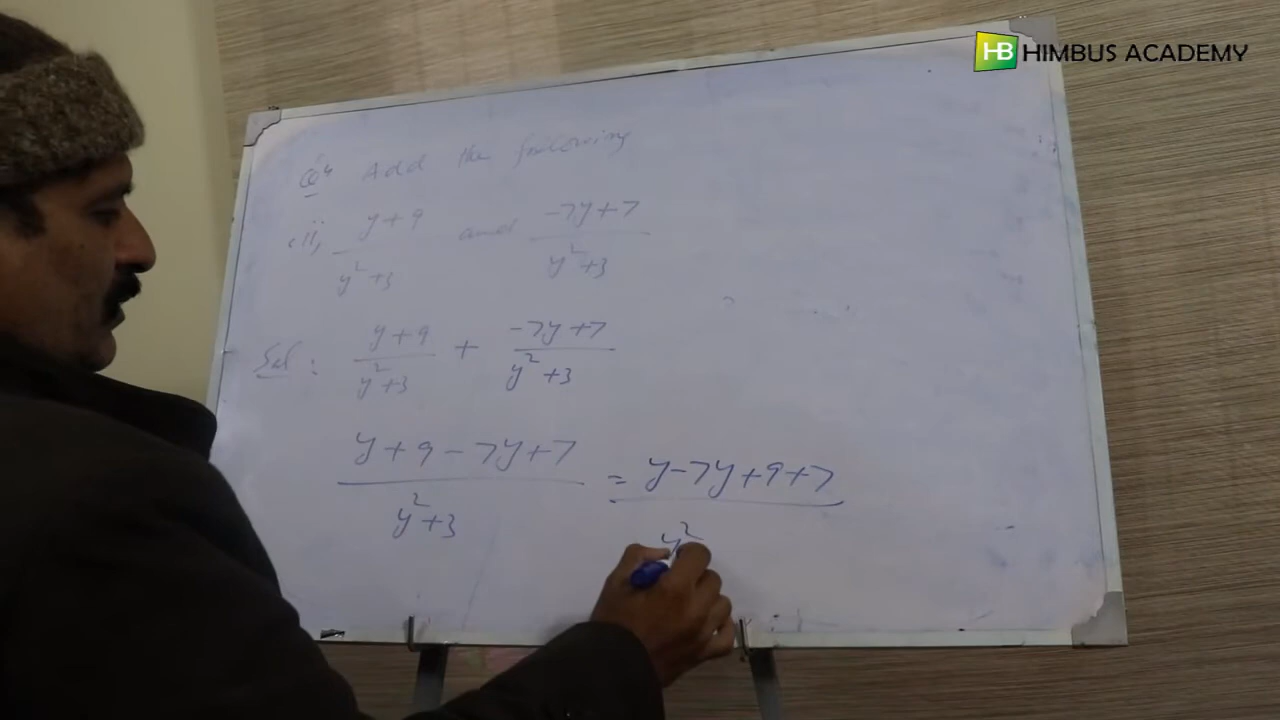 HB HIMBUS ACADEMY
Add the following
(ii) y+9/y²+3 and -7y+7/y²+3
Sol: y+9/y²+3 + -7y+7/y²+3
y+9-7y+7/y²+3 = y-7y+9+7/y²